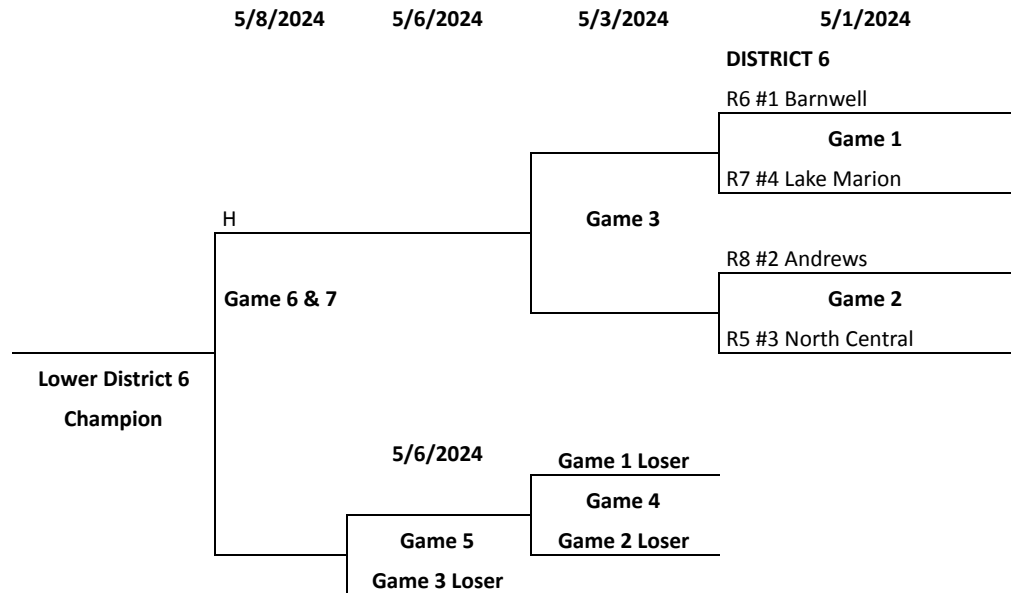 5/8/2024 5/6/2024 5/3/2024 5/1/2024
DISTRICT 6
R6 #1 Barnwell
Game 1
R7 #4 Lake Marion
H
Game 3
R8 #2 Andrews
Game 6 & 7
Game 2
R5 #3 North Central
Lower District 6
Champion
5/6/2024
Game 1 Loser
Game 4
Game 5
Game 2 Loser
Game 3 Loser